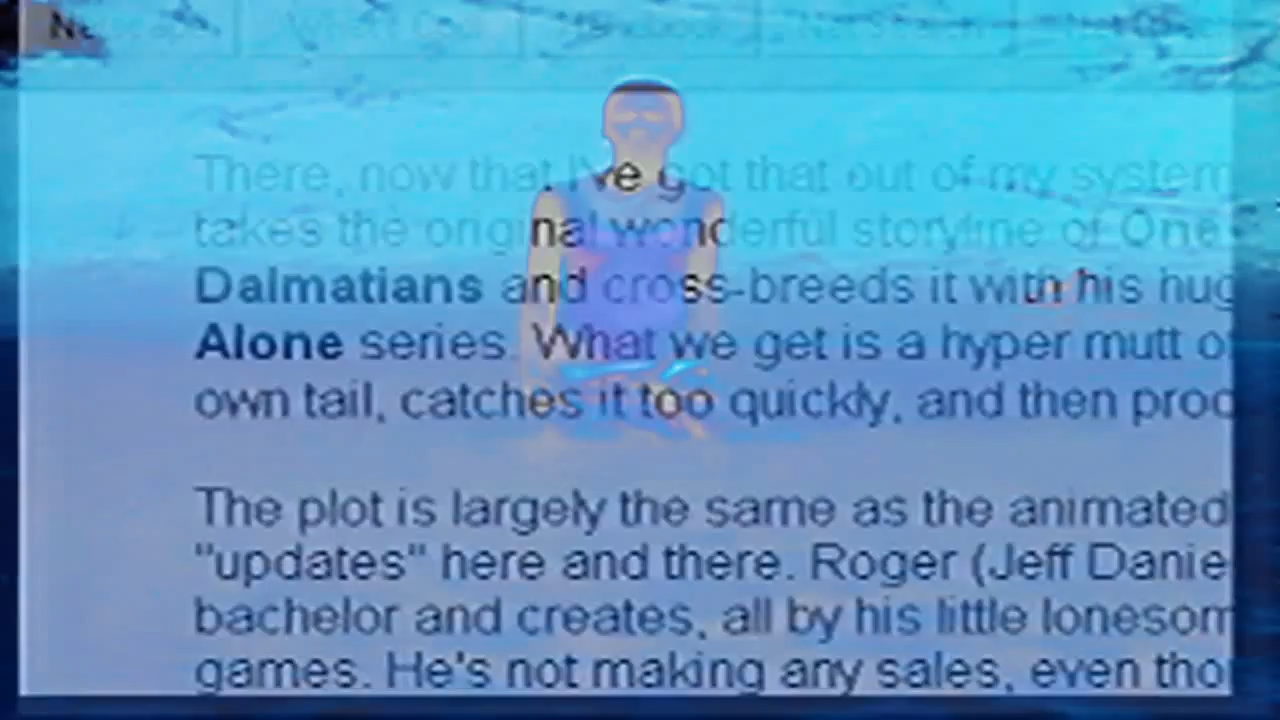 There, now that I've got that out of my system
takes the original wonderful storyline of One
Dalmatians and cross-breeds it with his hug
Alone series. What we get is a hyper mutt of
own tail, catches it too quickly, and then proc
The plot is largely the same as the animated
"updates" here and there. Roger (Jeff Danie
bachelor and creates, all by his little lonesom
games. He's not making any sales, even thou